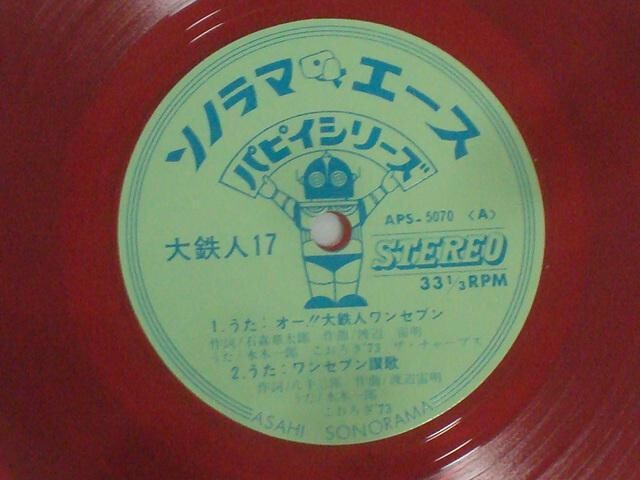 ソノラマ エース
パピイシリーズ
APS-5070 〈A〉
大鉄人17
STEREO
33 1/3 RPM
1.うた：オー!!大鉄人ワンセブン
作詞／石森章太郎 作曲／渡辺宙明
うた／水木一郎 こおろぎ'73 ザ・チャープス
2.うた：ワンセブン讃歌
作詞／八手三郎 作曲／渡辺宙明
うた／水木一郎
こおろぎ'73
ASAHI SONORAMA